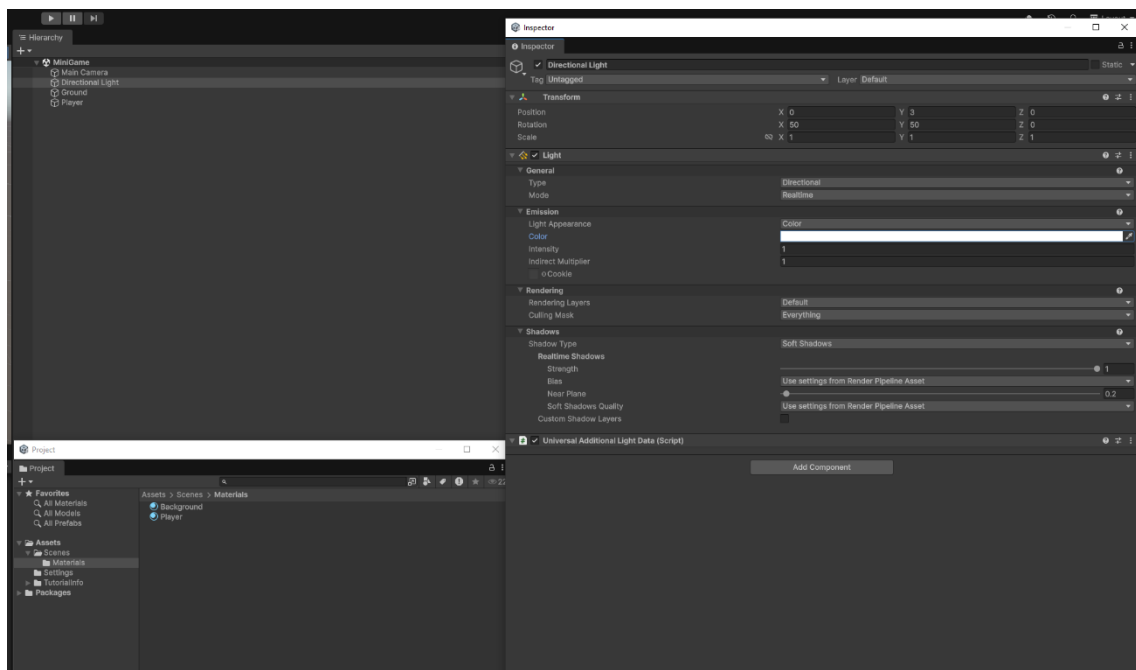 Hierarchy
MiniGame
Main Camera
Directional Light
Ground
Player
Inspector
Inspector
Directional Light
Static
Tag Untagged
Layer Default
Transform
Position X 0 Y 3 Z 0
Rotation X 50 Y 50 Z 0
Scale X 1 Y 1 Z 1
Light
General
Type Directional
Mode Realtime
Emission
Light Appearance Color
Color
Intensity 1
Indirect Multiplier 1
Cookie
Rendering
Rendering Layers Default
Culling Mask Everything
Shadows
Shadow Type Soft Shadows
Realtime Shadows
Strength 1
Bias Use settings from Render Pipeline Asset
Near Plane 0.2
Soft Shadows Quality Use settings from Render Pipeline Asset
Custom Shadow Layers
Universal Additional Light Data (Script)
Add Component
Project
Project
Favorites
All Materials
All Models
All Prefabs
Assets
Scenes
Materials
Settings
TutorialInfo
Packages
Assets > Scenes > Materials
Background
Player